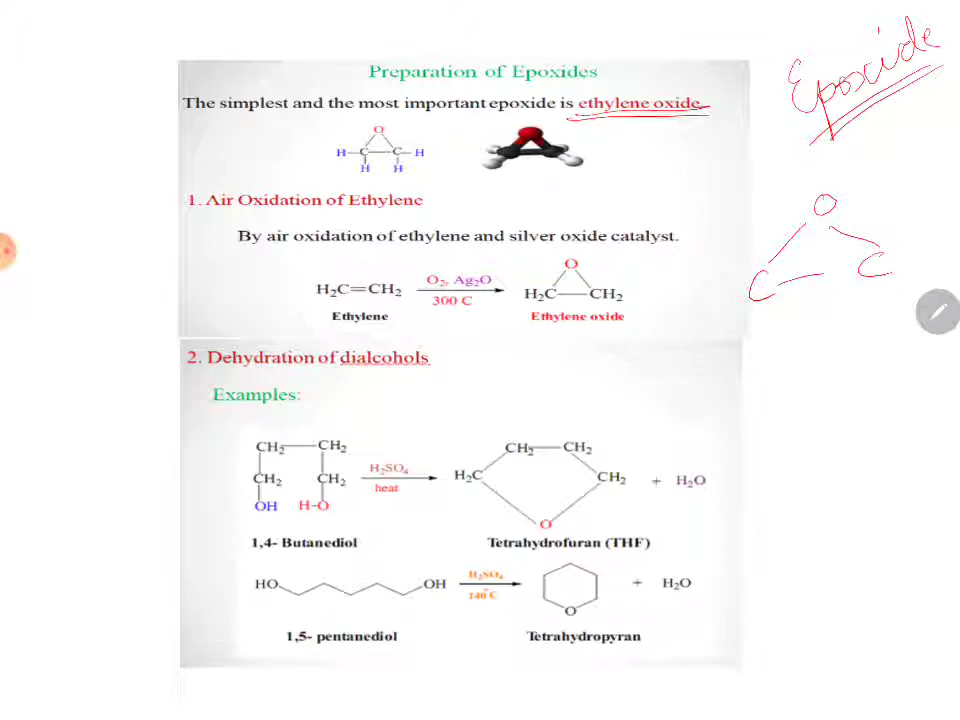 Preparation of Epoxides
Epoxide
The simplest and the most important epoxide is ethylene oxide.
O
H—C—C—H
H H
1. Air Oxidation of Ethylene
O
C C
By air oxidation of ethylene and silver oxide catalyst.
O
H₂C=CH₂ O₂, Ag₂O H₂C—CH₂
300 C
Ethylene Ethylene oxide
2. Dehydration of dialcohols
Examples:
CH₂—CH₂ CH₂—CH₂
H₂SO₄
CH₂ CH₂ heat H₂C CH₂ + H₂O
OH H-O O
1,4- Butanediol Tetrahydrofuran (THF)
HO OH H₂SO₄ + H₂O
140°C O
1,5- pentanediol Tetrahydropyran